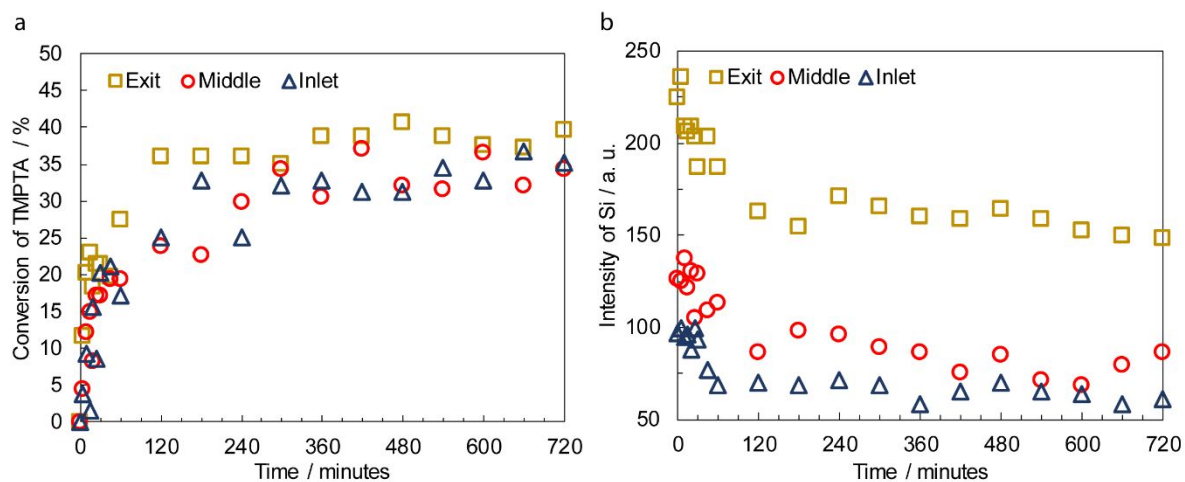 a
Conversion of TMPTA / %
50
45
40
35
30
25
20
15
10
5
0
Exit Middle Inlet
0 120 240 360 480 600 720
Time / minutes
b
Intensity of Si / a. u.
250
200
150
100
50
Exit Middle Inlet
0 120 240 360 480 600 720
Time / minutes